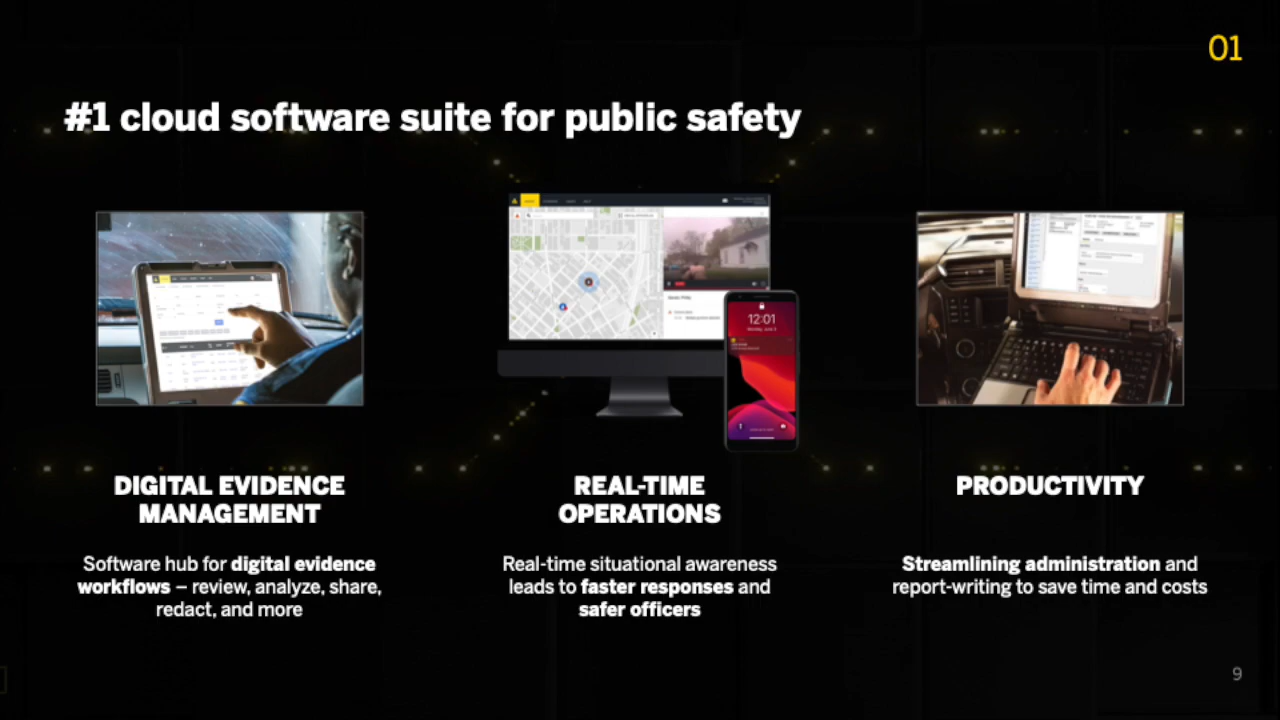 01
#1 cloud software suite for public safety
12:01
DIGITAL EVIDENCE
MANAGEMENT
Software hub for digital evidence
workflows – review, analyze, share,
redact, and more
REAL-TIME
OPERATIONS
Real-time situational awareness
leads to faster responses and
safer officers
PRODUCTIVITY
Streamlining administration and
report-writing to save time and costs
9